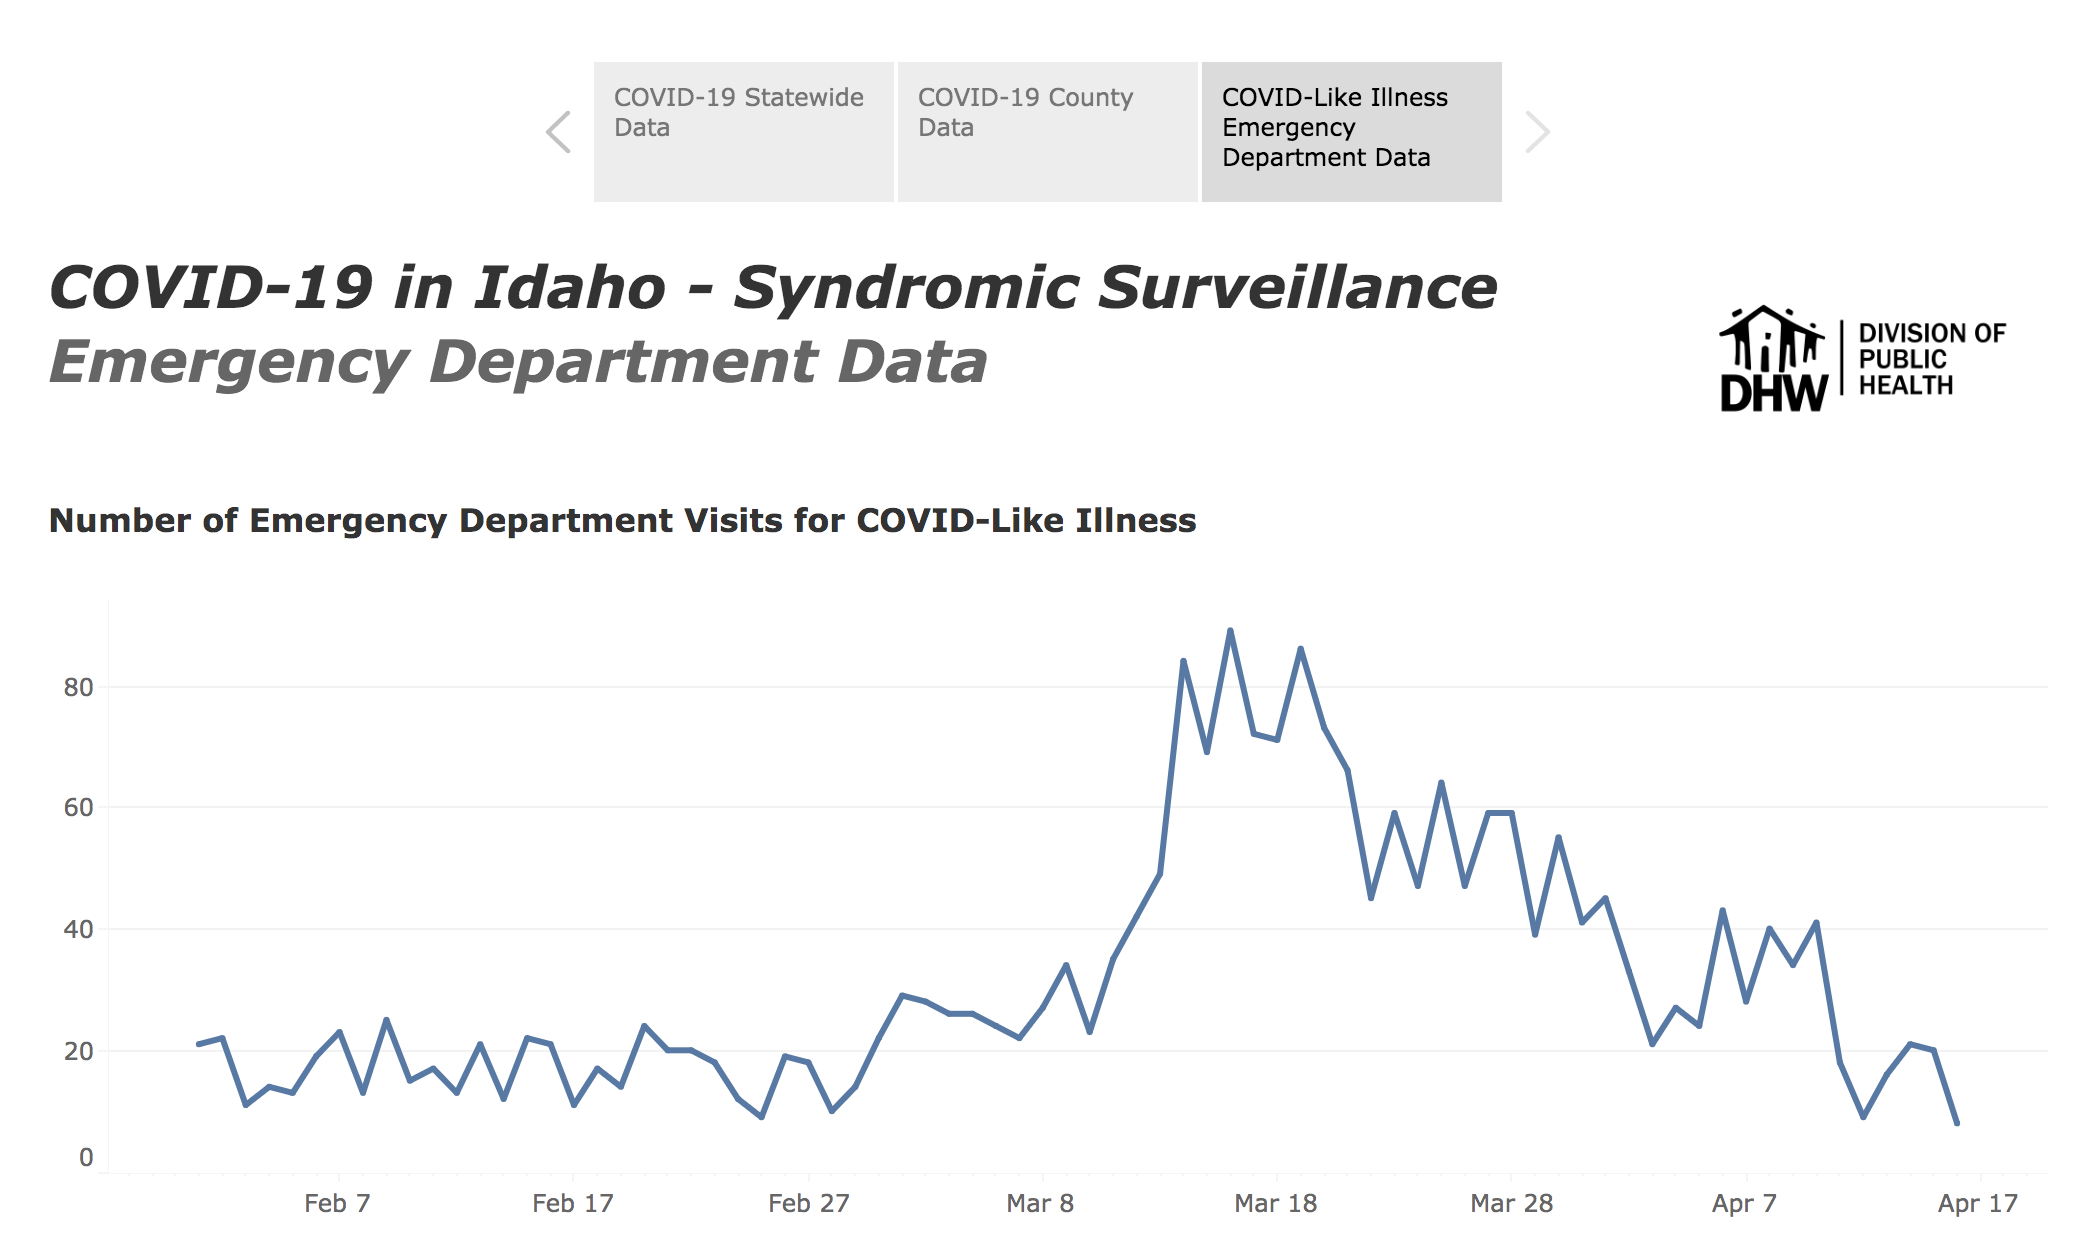 COVID-19 Statewide
Data
COVID-19 County
Data
COVID-Like Illness
Emergency
Department Data
COVID-19 in Idaho - Syndromic Surveillance
Emergency Department Data
DHW
DIVISION OF
PUBLIC
HEALTH
Number of Emergency Department Visits for COVID-Like Illness
80
60
40
20
0
Feb 7 Feb 17 Feb 27 Mar 8 Mar 18 Mar 28 Apr 7 Apr 17